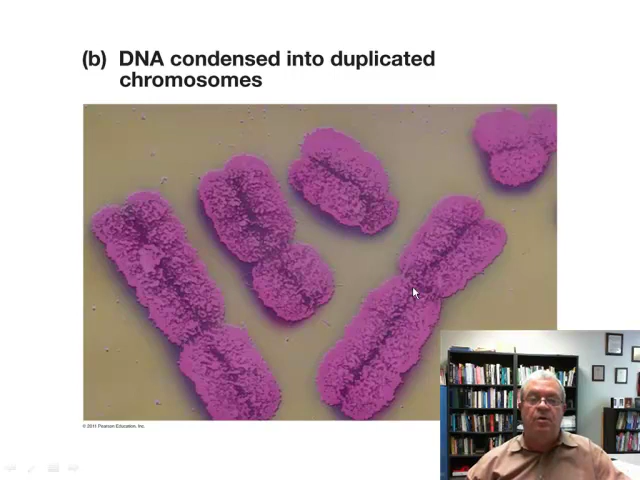 (b) DNA condensed into duplicated
chromosomes
© 2011 Pearson Education, Inc.